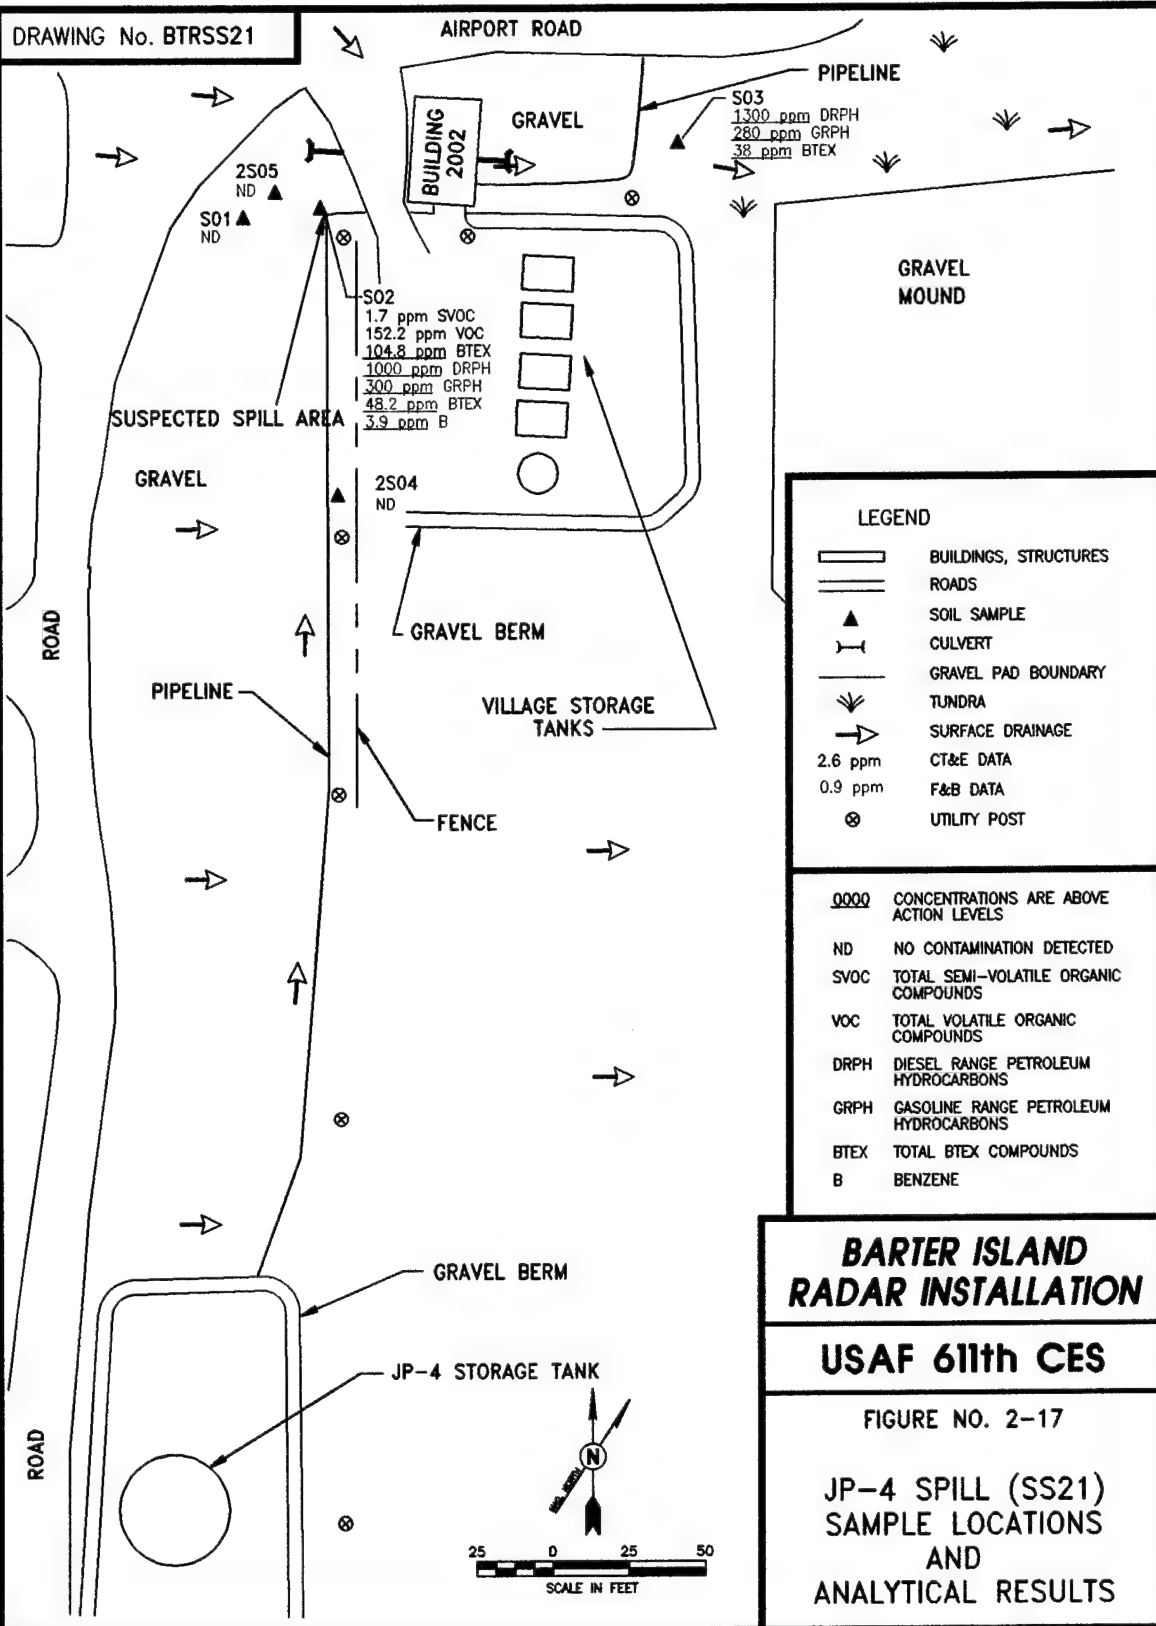 DRAWING No. BTRSS21
AIRPORT ROAD
PIPELINE
GRAVEL
BUILDING
2002
S03
1300 ppm DRPH
280 ppm GRPH
38 ppm BTEX
2S05
ND
S01
ND
GRAVEL
MOUND
S02
1.7 ppm SVOC
152.2 ppm VOC
104.8 ppm BTEX
1000 ppm DRPH
300 ppm GRPH
48.2 ppm BTEX
3.9 ppm B
SUSPECTED SPILL AREA
GRAVEL
2S04
ND
ROAD
GRAVEL BERM
PIPELINE
VILLAGE STORAGE
TANKS
FENCE
LEGEND
BUILDINGS, STRUCTURES
ROADS
SOIL SAMPLE
CULVERT
GRAVEL PAD BOUNDARY
TUNDRA
SURFACE DRAINAGE
2.6 ppm CT&E DATA
0.9 ppm F&B DATA
UTILITY POST
0000 CONCENTRATIONS ARE ABOVE
ACTION LEVELS
ND NO CONTAMINATION DETECTED
SVOC TOTAL SEMI-VOLATILE ORGANIC
COMPOUNDS
VOC TOTAL VOLATILE ORGANIC
COMPOUNDS
DRPH DIESEL RANGE PETROLEUM
HYDROCARBONS
GRPH GASOLINE RANGE PETROLEUM
HYDROCARBONS
BTEX TOTAL BTEX COMPOUNDS
B BENZENE
GRAVEL BERM
JP-4 STORAGE TANK
ROAD
N
MAG. NORTH
25 0 25 50
SCALE IN FEET
BARTER ISLAND
RADAR INSTALLATION
USAF 611th CES
FIGURE NO. 2-17
JP-4 SPILL (SS21)
SAMPLE LOCATIONS
AND
ANALYTICAL RESULTS